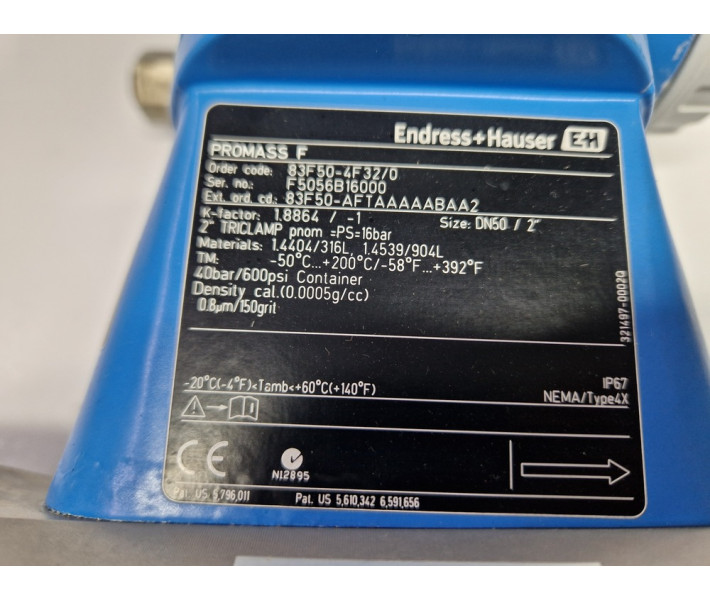 Endress+Hauser EH
PROMASS F
Order code: 83F50-4F32/0
Ser. no.: F5056B16000
Ext. ord. cd.: 83F50-AFTAAAAABAA2
K-factor: 1.8864 / -1 Size: DN50 / 2"
2" TRICLAMP pnom =PS=16bar
Materials: 1.4404/316L, 1.4539/904L
TM: -50°C...+200°C/-58°F...+392°F
40bar/600psi Container
Density cal.(0.0005g/cc)
0.8µm/150grit
321497-0002Q
-20°C(-4°F)<Tamb<+60°C(+140°F)
IP67
NEMA/Type4X
CE
N12895
Pat. US 5,796,011 Pat. US 5,610,342 6,591,656